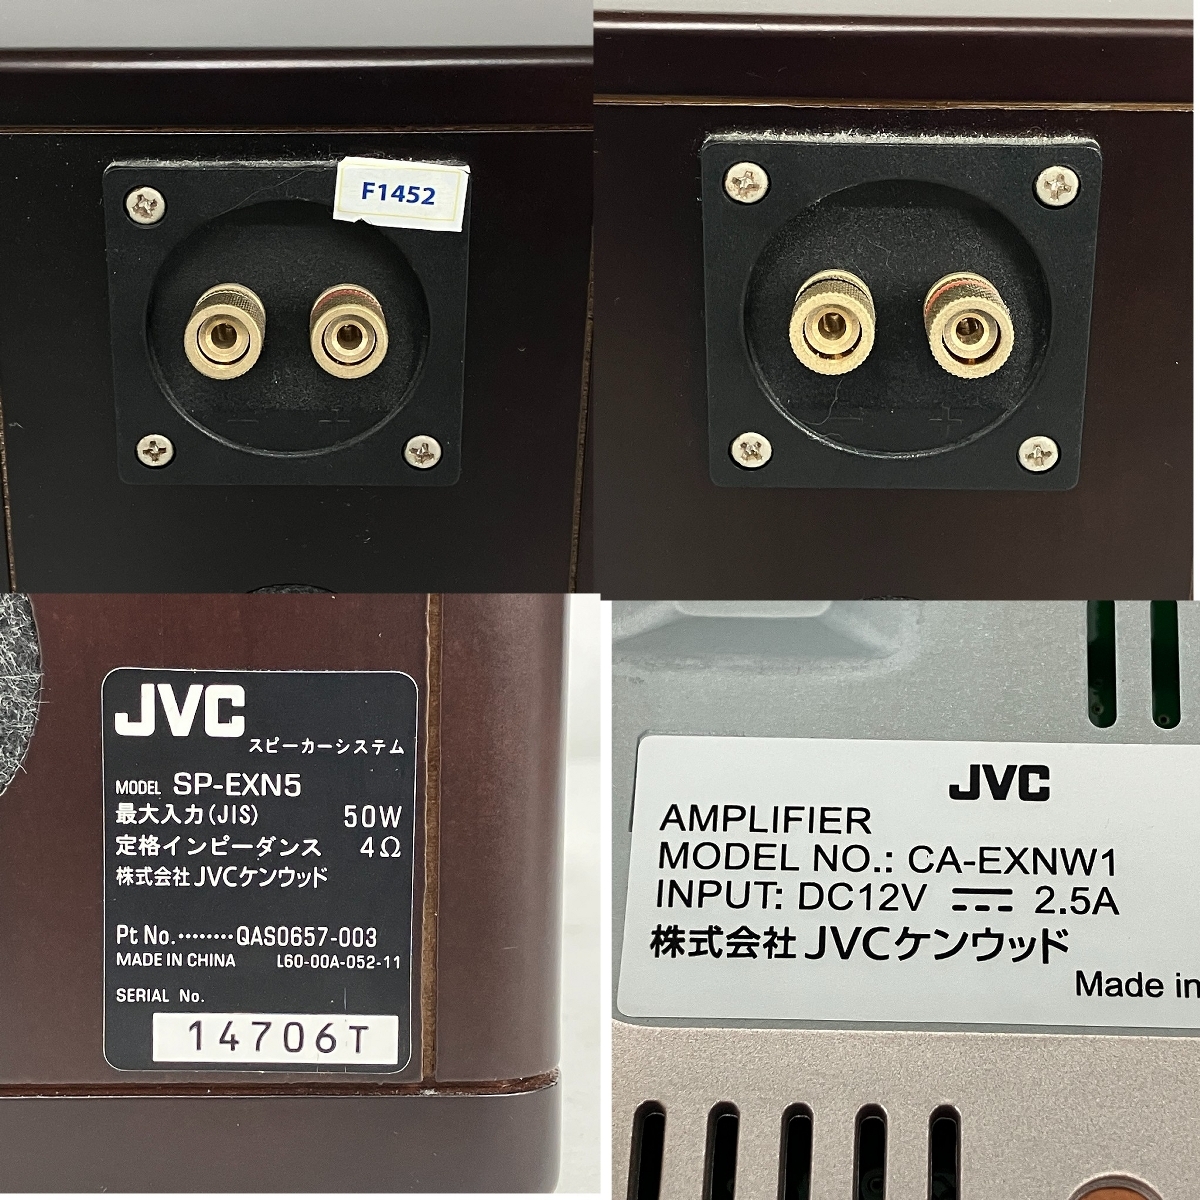 F1452
− +
− +
JVC
スピーカーシステム
MODEL SP-EXN5
最大入力(JIS) 50W
定格インピーダンス 4Ω
株式会社JVCケンウッド
Pt No.········QAS0657-003
MADE IN CHINA L60-00A-052-11
SERIAL No.
14706T
JVC
AMPLIFIER
MODEL NO.: CA-EXNW1
INPUT: DC12V ⎓ 2.5A
株式会社JVCケンウッド
Made in